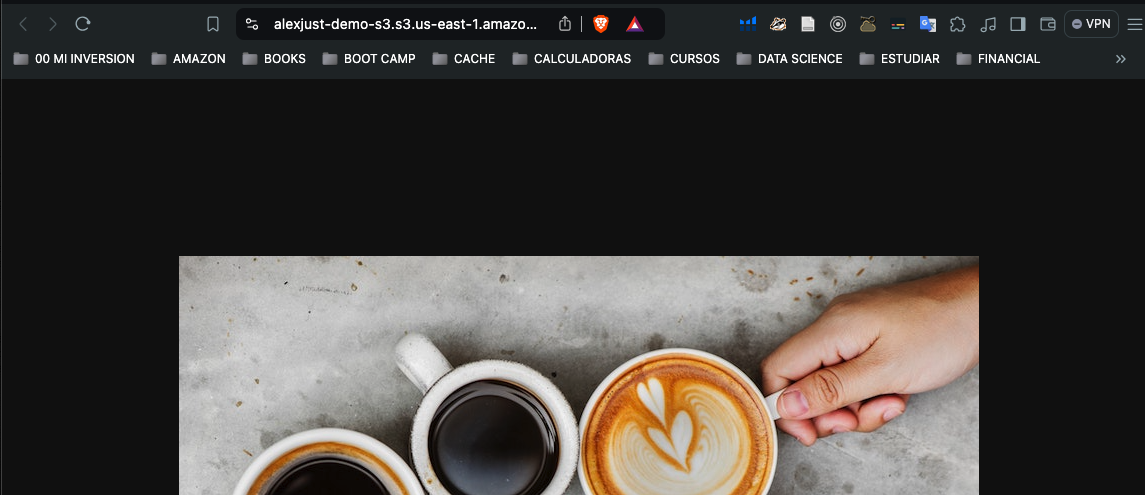 alexjust-demo-s3.s3.us-east-1.amazo...
VPN
00 MI INVERSION AMAZON BOOKS BOOT CAMP CACHE CALCULADORAS CURSOS DATA SCIENCE ESTUDIAR FINANCIAL